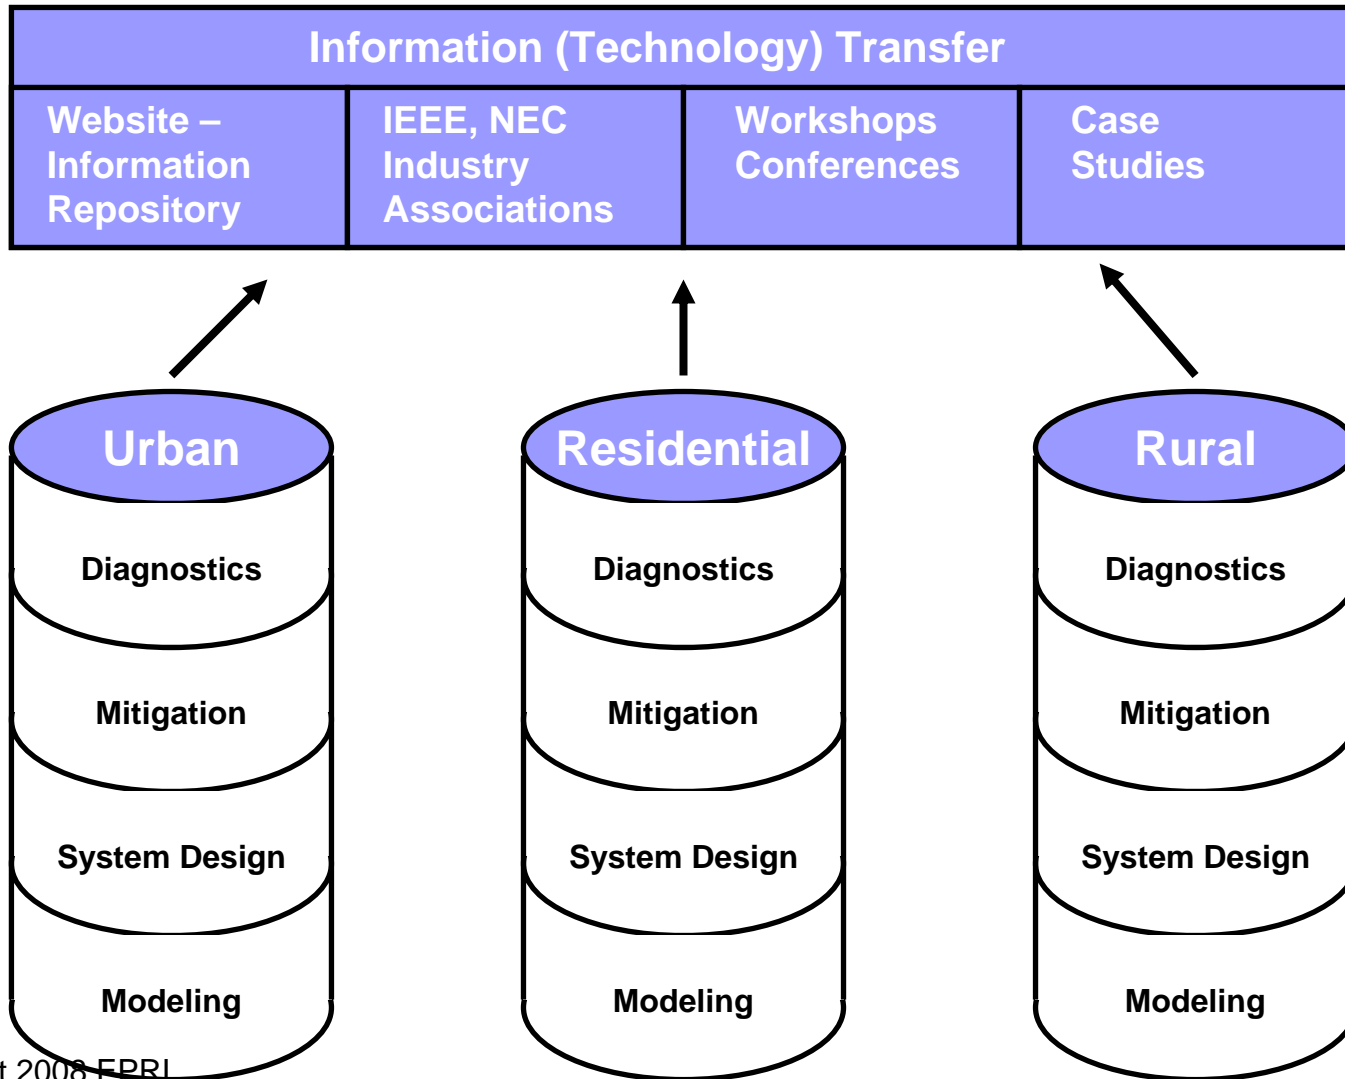 Information (Technology) Transfer
Website –
Information
Repository
IEEE, NEC
Industry
Associations
Workshops
Conferences
Case
Studies
Urban
Diagnostics
Mitigation
System Design
Modeling
Residential
Diagnostics
Mitigation
System Design
Modeling
Rural
Diagnostics
Mitigation
System Design
Modeling
t 2008 EPRI